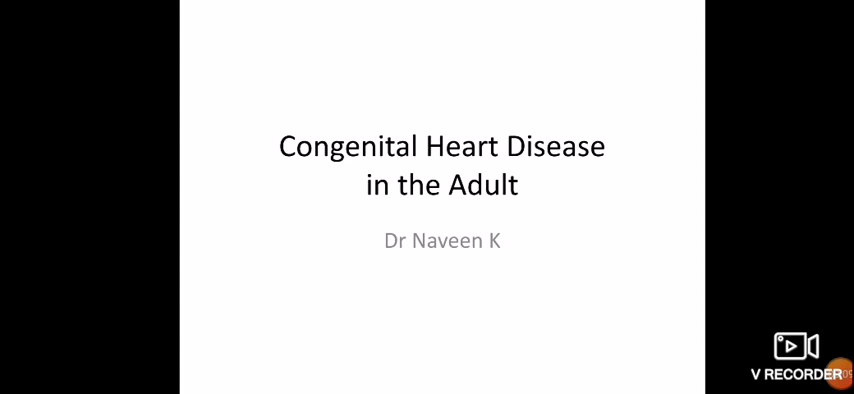 Congenital Heart Disease
in the Adult
Dr Naveen K
V RECORDER